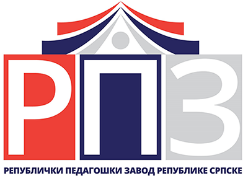 РПЗ
РЕПУБЛИЧКИ ПЕДАГОШКИ ЗАВОД РЕПУБЛИКЕ СРПСКЕ